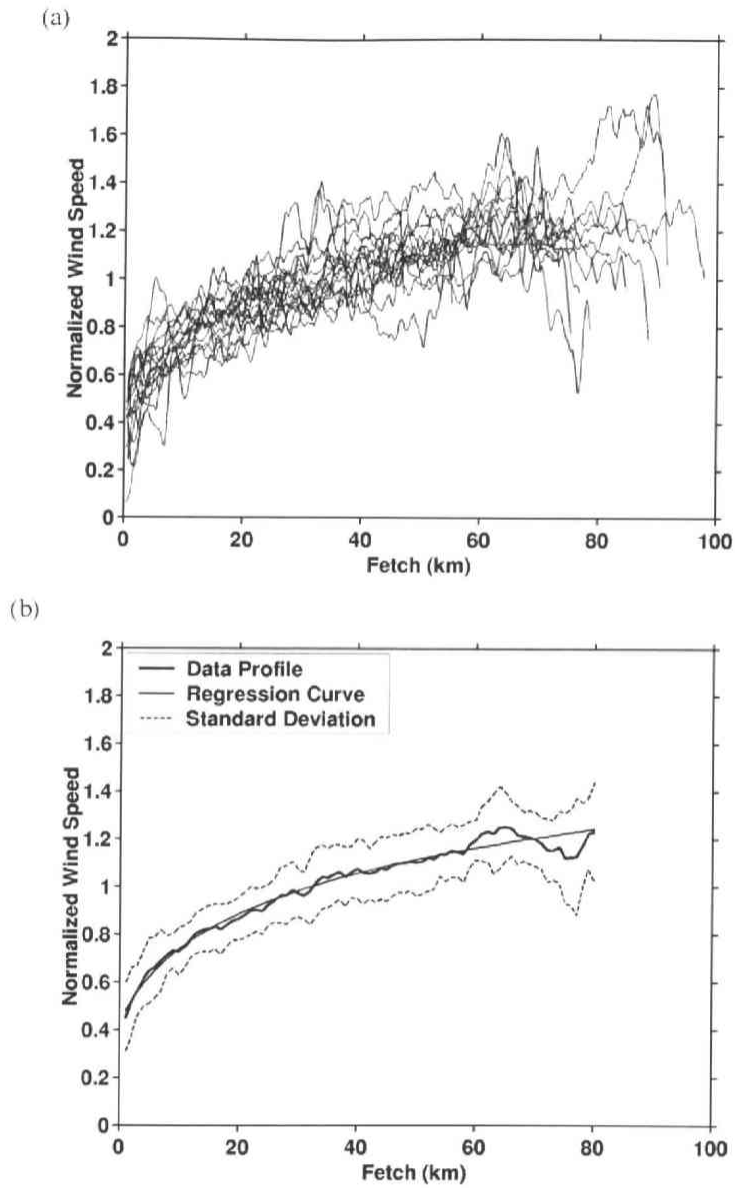 (a)
2
1.8
1.6
1.4
1.2
1
0.8
0.6
0.4
0.2
0
Normalized Wind Speed
0 20 40 60 80 100
Fetch (km)
(b)
2
1.8
1.6
1.4
1.2
1
0.8
0.6
0.4
0.2
0
Normalized Wind Speed
Data Profile
Regression Curve
Standard Deviation
0 20 40 60 80 100
Fetch (km)